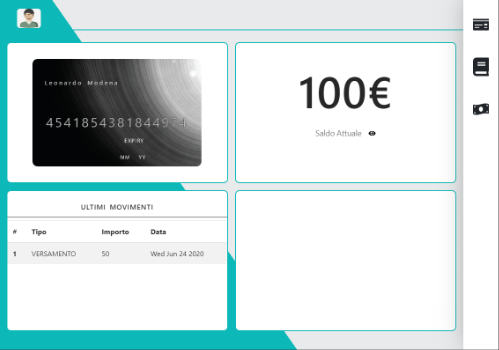 Leonardo Modena
4541854381844974
EXPIRY
MM YY
100€
Saldo Attuale
ULTIMI MOVIMENTI
# Tipo Importo Data
1 VERSAMENTO 50 Wed Jun 24 2020